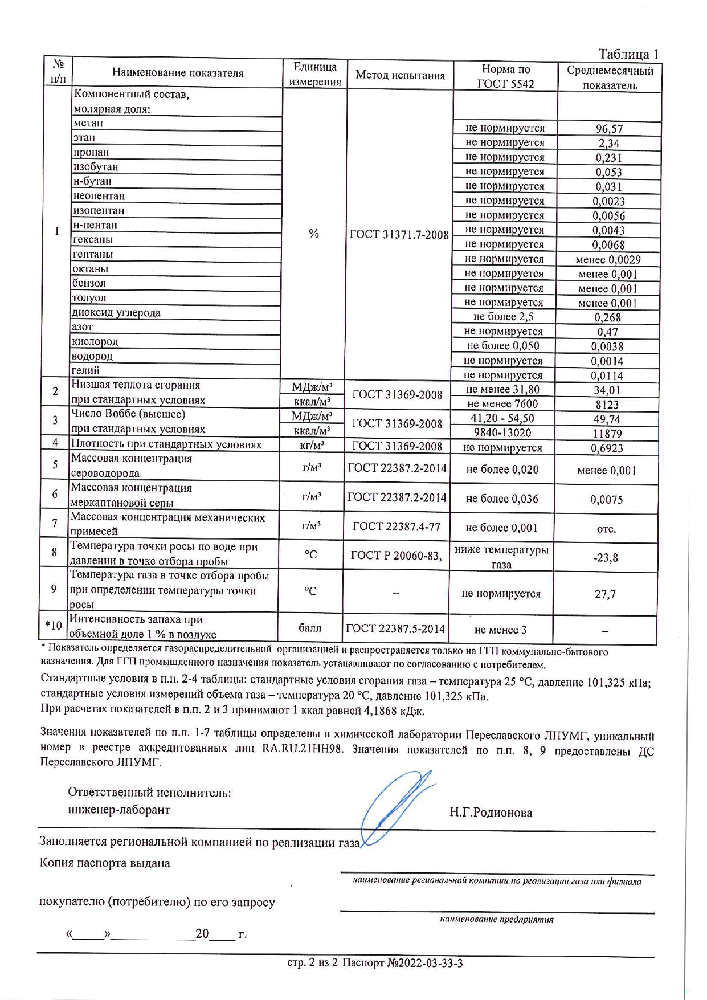 Таблица 1
№ п/п Наименование показателя Единица измерения Метод испытания Норма по ГОСТ 5542 Среднемесячный показатель
1 Компонентный состав, молярная доля: % ГОСТ 31371.7-2008
метан не нормируется 96,57
этан не нормируется 2,34
пропан не нормируется 0,231
изобутан не нормируется 0,053
н-бутан не нормируется 0,031
неопентан не нормируется 0,0023
изопентан не нормируется 0,0056
н-пентан не нормируется 0,0043
гексаны не нормируется 0,0068
гептаны не нормируется менее 0,0029
октаны не нормируется менее 0,001
бензол не нормируется менее 0,001
толуол не нормируется менее 0,001
диоксид углерода не более 2,5 0,268
азот не нормируется 0,47
кислород не более 0,050 0,0038
водород не нормируется 0,0014
гелий не нормируется 0,0114
2 Низшая теплота сгорания МДж/м³ ГОСТ 31369-2008 не менее 31,80 34,01
при стандартных условиях ккал/м³ не менее 7600 8123
3 Число Воббе (высшее) МДж/м³ ГОСТ 31369-2008 41,20 - 54,50 49,74
при стандартных условиях ккал/м³ 9840-13020 11879
4 Плотность при стандартных условиях кг/м³ ГОСТ 31369-2008 не нормируется 0,6923
5 Массовая концентрация сероводорода г/м³ ГОСТ 22387.2-2014 не более 0,020 менее 0,001
6 Массовая концентрация меркаптановой серы г/м³ ГОСТ 22387.2-2014 не более 0,036 0,0075
7 Массовая концентрация механических примесей г/м³ ГОСТ 22387.4-77 не более 0,001 отс.
8 Температура точки росы по воде при давлении в точке отбора пробы °С ГОСТ Р 20060-83, ниже температуры газа -23,8
9 Температура газа в точке отбора пробы при определении температуры точки росы °С – не нормируется 27,7
*10 Интенсивность запаха при объемной доле 1 % в воздухе балл ГОСТ 22387.5-2014 не менее 3 –
* Показатель определяется газораспределительной организацией и распространяется только на ГГП коммунально-бытового
назначения. Для ГГП промышленного назначения показатель устанавливают по согласованию с потребителем.
Стандартные условия в п.п. 2-4 таблицы: стандартные условия сгорания газа – температура 25 °С, давление 101,325 кПа;
стандартные условия измерений объема газа – температура 20 °С, давление 101,325 кПа.
При расчетах показателей в п.п. 2 и 3 принимают 1 ккал равной 4,1868 кДж.
Значения показателей по п.п. 1-7 таблицы определены в химической лаборатории Переславского ЛПУМГ, уникальный
номер в реестре аккредитованных лиц RA.RU.21НН98. Значения показателей по п.п. 8, 9 предоставлены ДС
Переславского ЛПУМГ.
Ответственный исполнитель:
инженер-лаборант Н.Г.Родионова
Заполняется региональной компанией по реализации газа
Копия паспорта выдана
наименование региональной компании по реализации газа или филиала
покупателю (потребителю) по его запросу
наименование предприятия
«_____»_____________20____ г.
стр. 2 из 2 Паспорт №2022-03-33-3